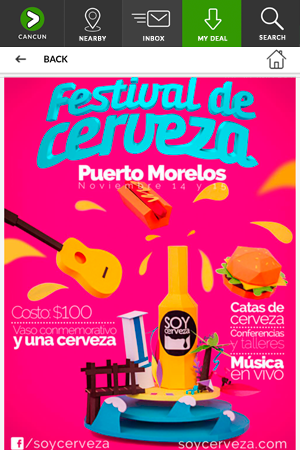 CANCUN
NEARBY
INBOX
MY DEAL
SEARCH
BACK
Festival de
cerveza
Puerto Morelos
Noviembre 14 y 15
Costo: $100
Vaso conmemorativo
y una cerveza
SOY
cerveza
Catas de
cerveza
Conferencias
y talleres
Música
en vivo
/soycerveza
soycerveza.com